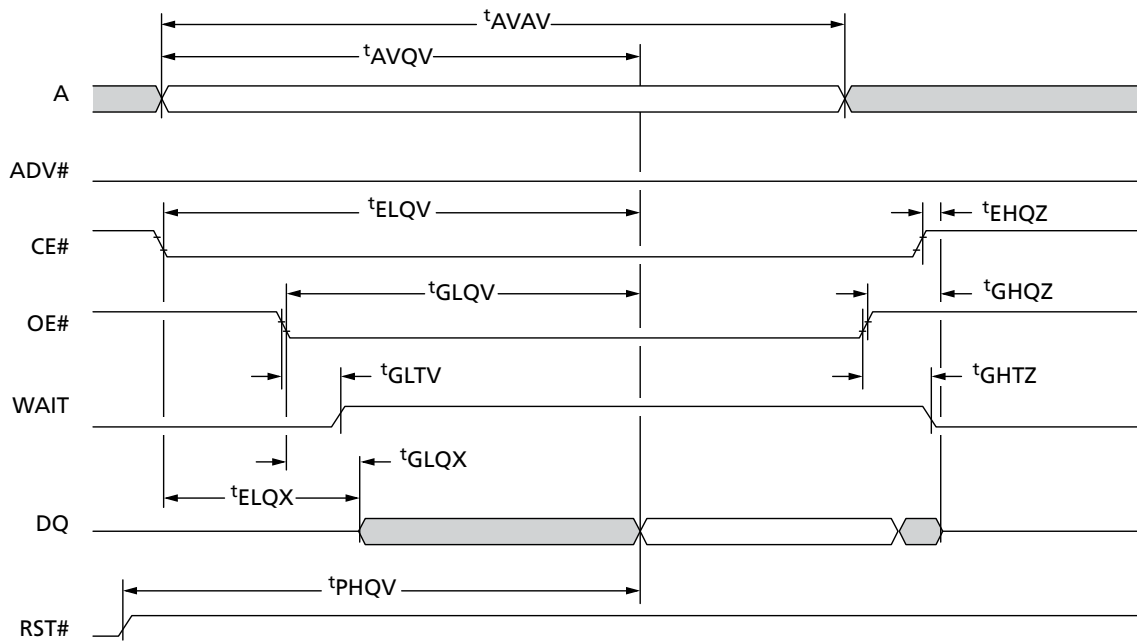 tAVAV
tAVQV
A
ADV#
tELQV
tEHQZ
CE#
tGLQV
tGHQZ
OE#
tGLTV
tGHTZ
WAIT
tGLQX
tELQX
DQ
tPHQV
RST#